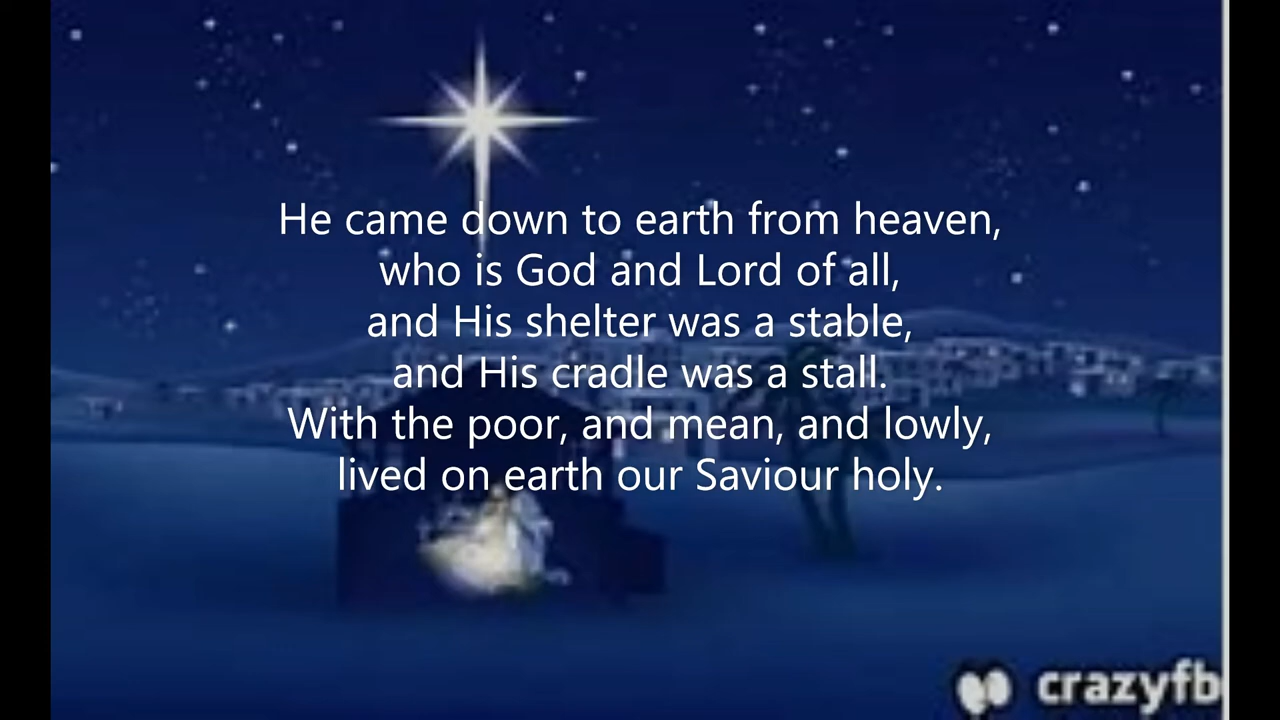 He came down to earth from heaven,
who is God and Lord of all,
and His shelter was a stable,
and His cradle was a stall.
With the poor, and mean, and lowly,
lived on earth our Saviour holy.
crazyfb